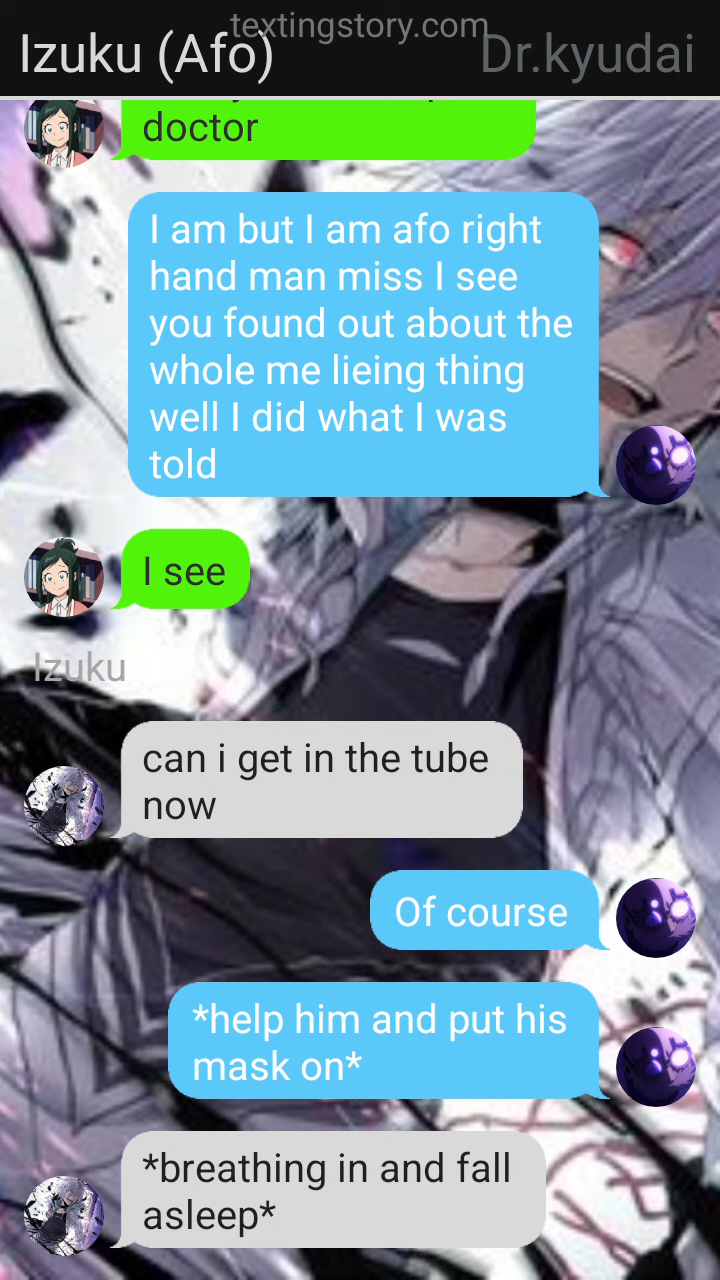 textingstory.com
Izuku (Afo)
Dr.kyudai
doctor
I am but I am afo right
hand man miss I see
you found out about the
whole me lieing thing
well I did what I was
told
I see
Izuku
can i get in the tube
now
Of course
*help him and put his
mask on*
*breathing in and fall
asleep*